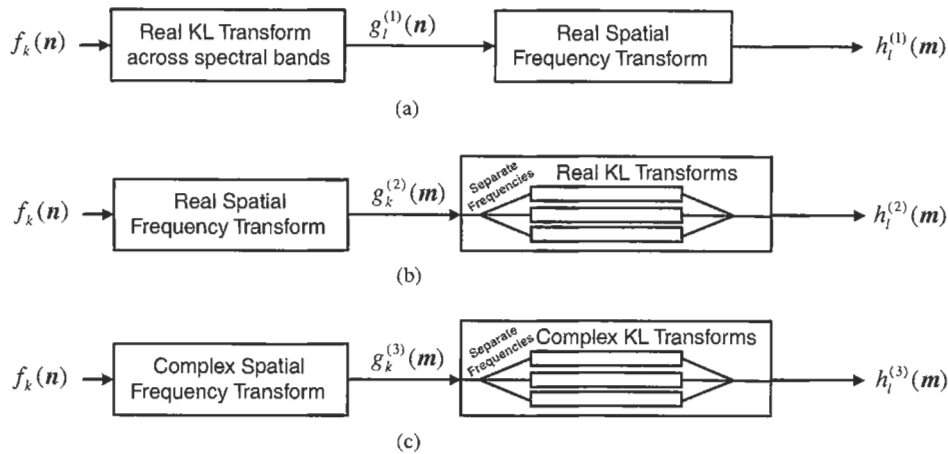 f_k(n)
Real KL Transform
across spectral bands
g_l^{(1)}(n)
Real Spatial
Frequency Transform
h_l^{(1)}(m)
(a)
f_k(n)
Real Spatial
Frequency Transform
g_k^{(2)}(m)
Separate
Frequencies
Real KL Transforms
h_l^{(2)}(m)
(b)
f_k(n)
Complex Spatial
Frequency Transform
g_k^{(3)}(m)
Separate
Frequencies
Complex KL Transforms
h_l^{(3)}(m)
(c)